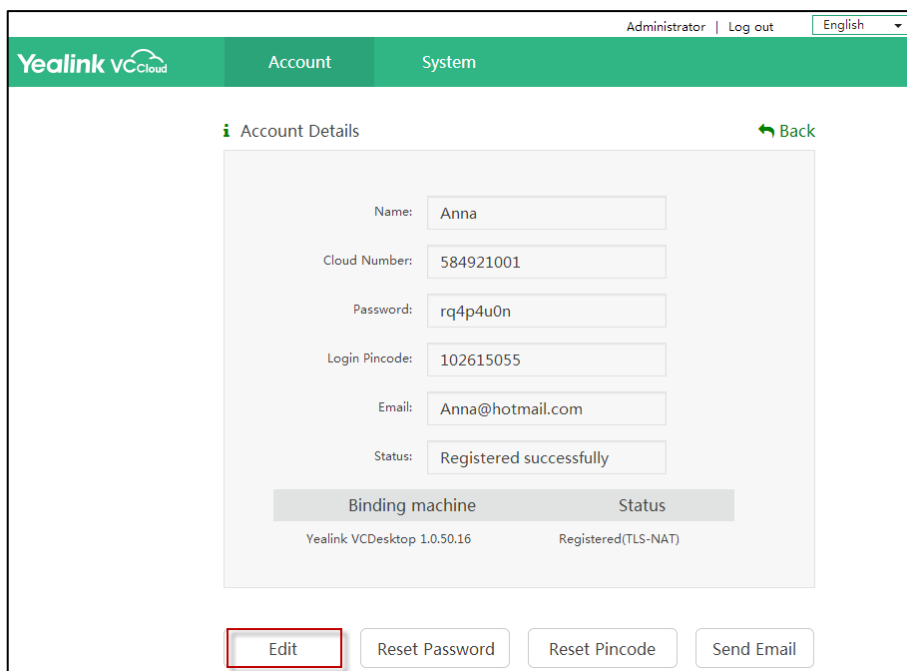 Administrator | Log out English
Yealink VCCloud Account System
Account Details Back
Name: Anna
Cloud Number: 584921001
Password: rq4p4u0n
Login Pincode: 102615055
Email: Anna@hotmail.com
Status: Registered successfully
Binding machine Status
Yealink VCDesktop 1.0.50.16 Registered(TLS-NAT)
Edit Reset Password Reset Pincode Send Email